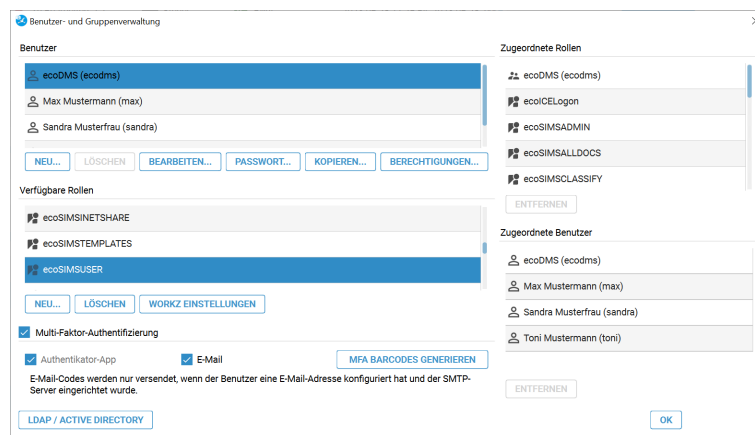 Benutzer- und Gruppenverwaltung
Benutzer
ecoDMS (ecodms)
Max Mustermann (max)
Sandra Musterfrau (sandra)
NEU... LÖSCHEN BEARBEITEN... PASSWORT... KOPIEREN... BERECHTIGUNGEN...
Verfügbare Rollen
ecoSIMSINETSHARE
ecoSIMSTEMPLATES
ecoSIMSUSER
NEU... LÖSCHEN WORKZ EINSTELLUNGEN
Multi-Faktor-Authentifizierung
Authentikator-App E-Mail MFA BARCODES GENERIEREN
E-Mail-Codes werden nur versendet, wenn der Benutzer eine E-Mail-Adresse konfiguriert hat und der SMTP-
Server eingerichtet wurde.
LDAP / ACTIVE DIRECTORY
Zugeordnete Rollen
ecoDMS (ecodms)
ecoICELogon
ecoSIMSADMIN
ecoSIMSALLDOCS
ecoSIMSCLASSIFY
ENTFERNEN
Zugeordnete Benutzer
ecoDMS (ecodms)
Max Mustermann (max)
Sandra Musterfrau (sandra)
Toni Mustermann (toni)
ENTFERNEN
OK